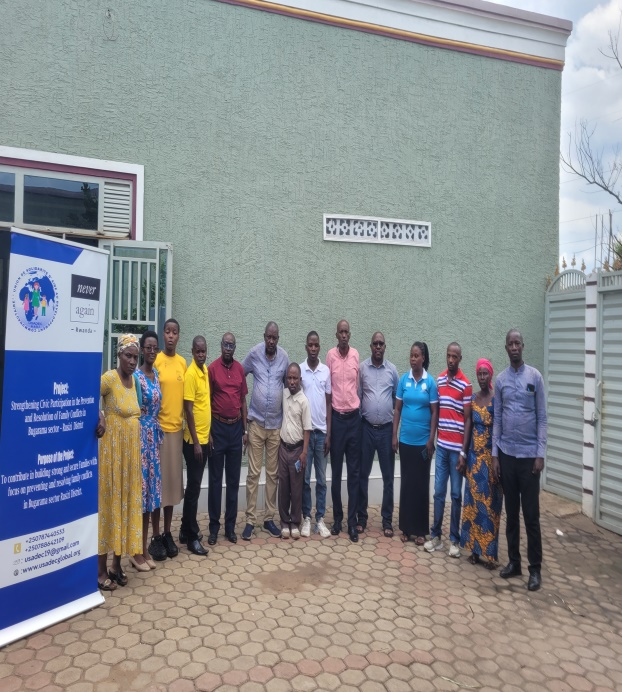 never
again
Rwanda
Project:
Strengthening Civic Participation in the Prevention
and Resolution of Family Conflicts in
Bugarama sector - Rusizi District.
Purpose of the Project:
To contribute in building strong and secure Families with
focus on preventing and resolving family conflicts
in Bugarama sector Rusizi District.
+250787640533
usadec19@gmail.com
www.usadecglobal.org